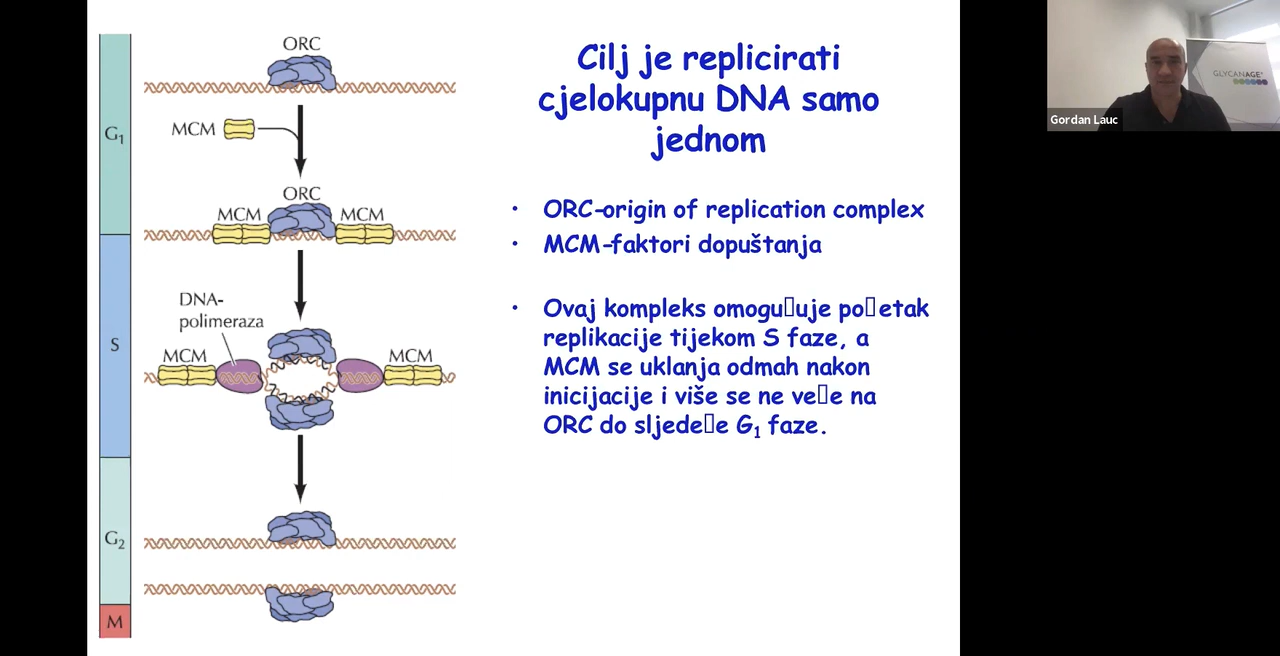 ORC
MCM
G1
ORC
MCM
MCM
DNA-
polimeraza
S
MCM
MCM
G2
M
Cilj je replicirati
cjelokupnu DNA samo
jednom
• ORC-origin of replication complex
• MCM-faktori dopuštanja
• Ovaj kompleks omogu▯uje po▯etak
replikacije tijekom S faze, a
MCM se uklanja odmah nakon
inicijacije i više se ne ve▯e na
ORC do sljede▯e G1 faze.
GLYCANAGE
Gordan Lauc